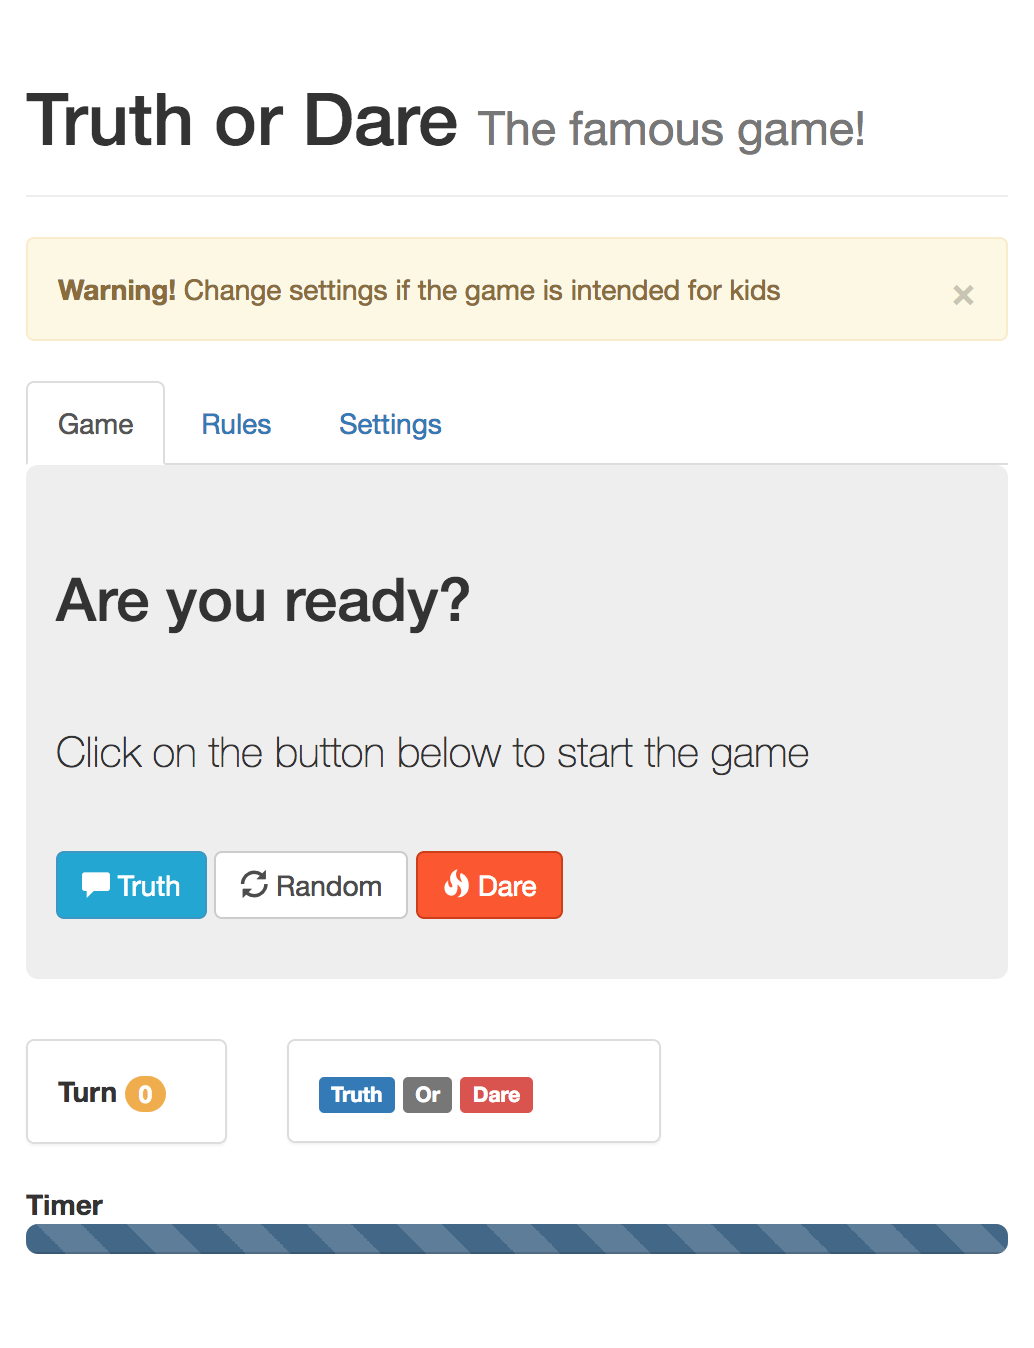 Truth or Dare The famous game!
Warning! Change settings if the game is intended for kids ×
Game Rules Settings
Are you ready?
Click on the button below to start the game
Truth Random Dare
Turn 0 Truth Or Dare
Timer